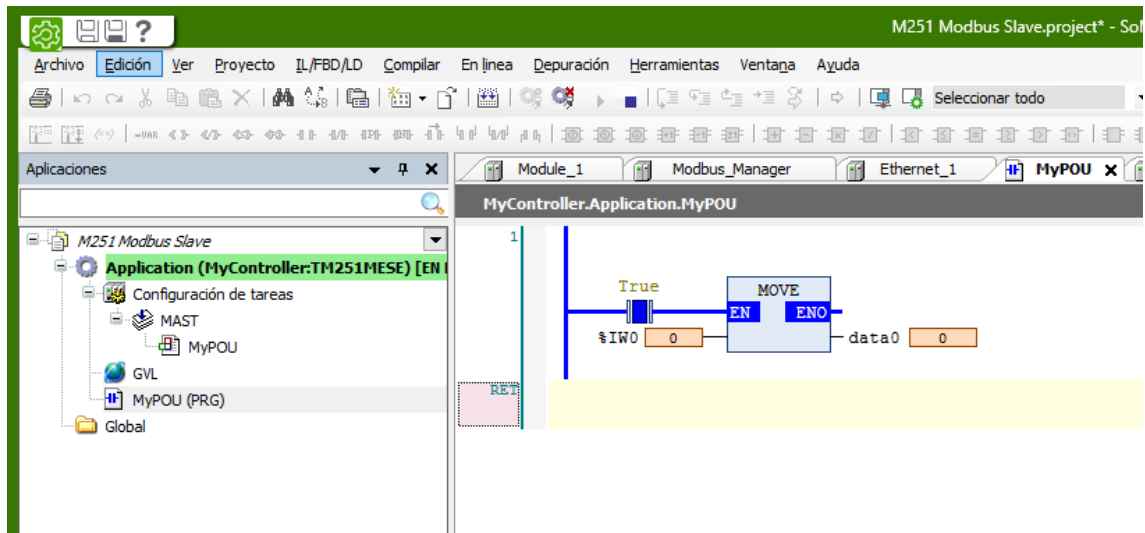 M251 Modbus Slave.project* - SoM
Archivo Edición Ver Proyecto IL/FBD/LD Compilar En línea Depuración Herramientas Ventana Ayuda
Seleccionar todo
Aplicaciones
Module_1 Modbus_Manager Ethernet_1 MyPOU
MyController.Application.MyPOU
M251 Modbus Slave
Application (MyController:TM251MESE) [EN
Configuración de tareas
MAST
MyPOU
GVL
MyPOU (PRG)
Global
1
True
MOVE
EN ENO
%IW0 0 data0 0
RET